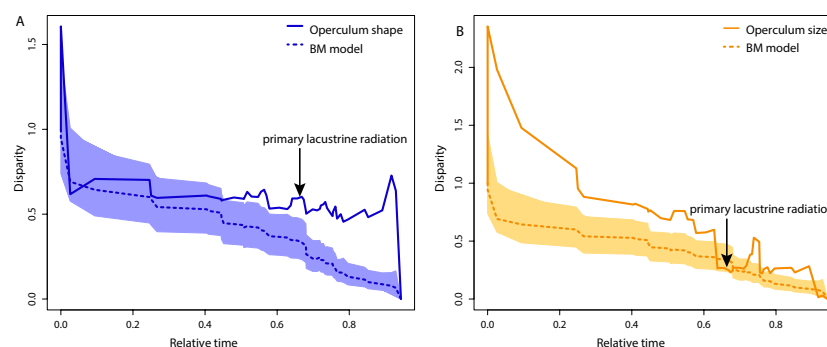 A
Operculum shape
BM model
primary lacustrine radiation
Disparity
0.0
0.5
1.0
1.5
0.0
0.2
0.4
0.6
0.8
Relative time
B
Operculum size
BM model
primary lacustrine radiatio
Disparity
0.0
0.5
1.0
1.5
2.0
0.0
0.2
0.4
0.6
0.8
Relative time